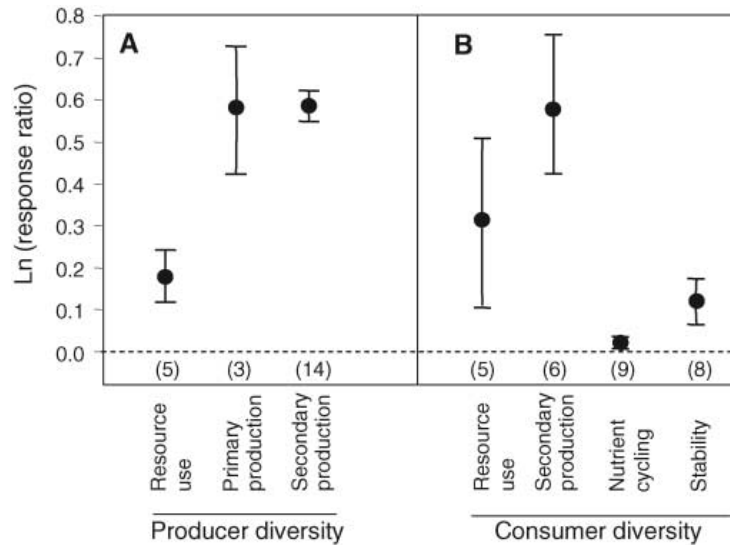 Ln (response ratio)
0.8
0.7
0.6
0.5
0.4
0.3
0.2
0.1
0.0
A
B
(5) (3) (14) (5) (6) (9) (8)
Resource
use
Primary
production
Secondary
production
Resource
use
Secondary
production
Nutrient
cycling
Stability
Producer diversity
Consumer diversity